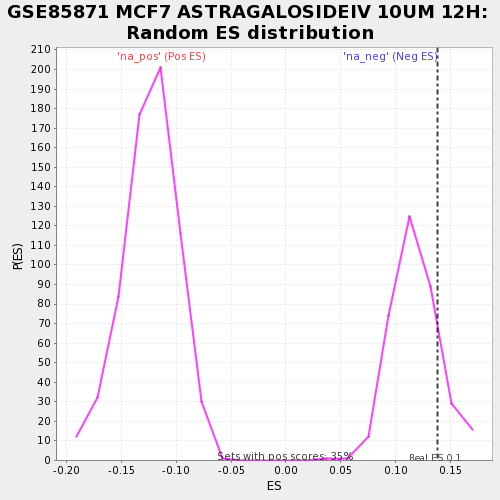 GSE85871 MCF7 ASTRAGALOSIDEIV 10UM 12H:
Random ES distribution
'na_pos' (Pos ES) 'na_neg' (Neg ES)
P(ES)
210
200
190
180
170
160
150
140
130
120
110
100
90
80
70
60
50
40
30
20
10
0
Sets with pos scores: 35%
Real ES 0.1
-0.20 -0.15 -0.10 -0.05 0.00 0.05 0.10 0.15
ES